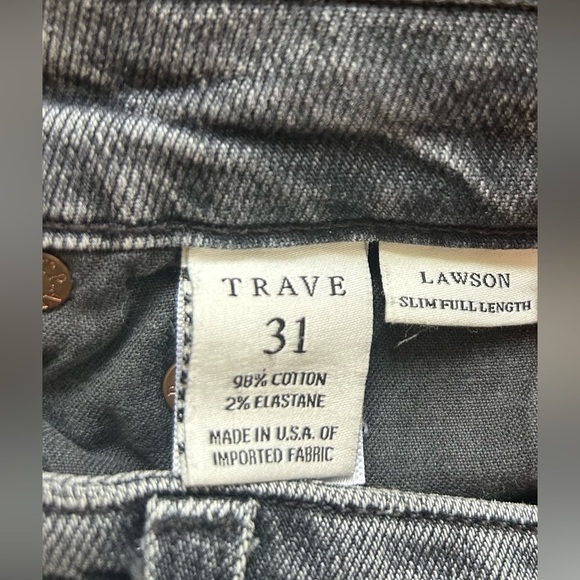 TRAVE
31
98% COTTON
2% ELASTANE
MADE IN U.S.A. OF
IMPORTED FABRIC
LAWSON
SLIM FULL LENGTH